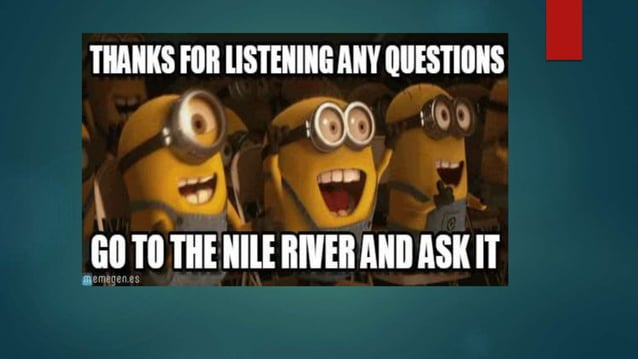 THANKS FOR LISTENING ANY QUESTIONS
GO TO THE NILE RIVER AND ASK IT
memegen.es